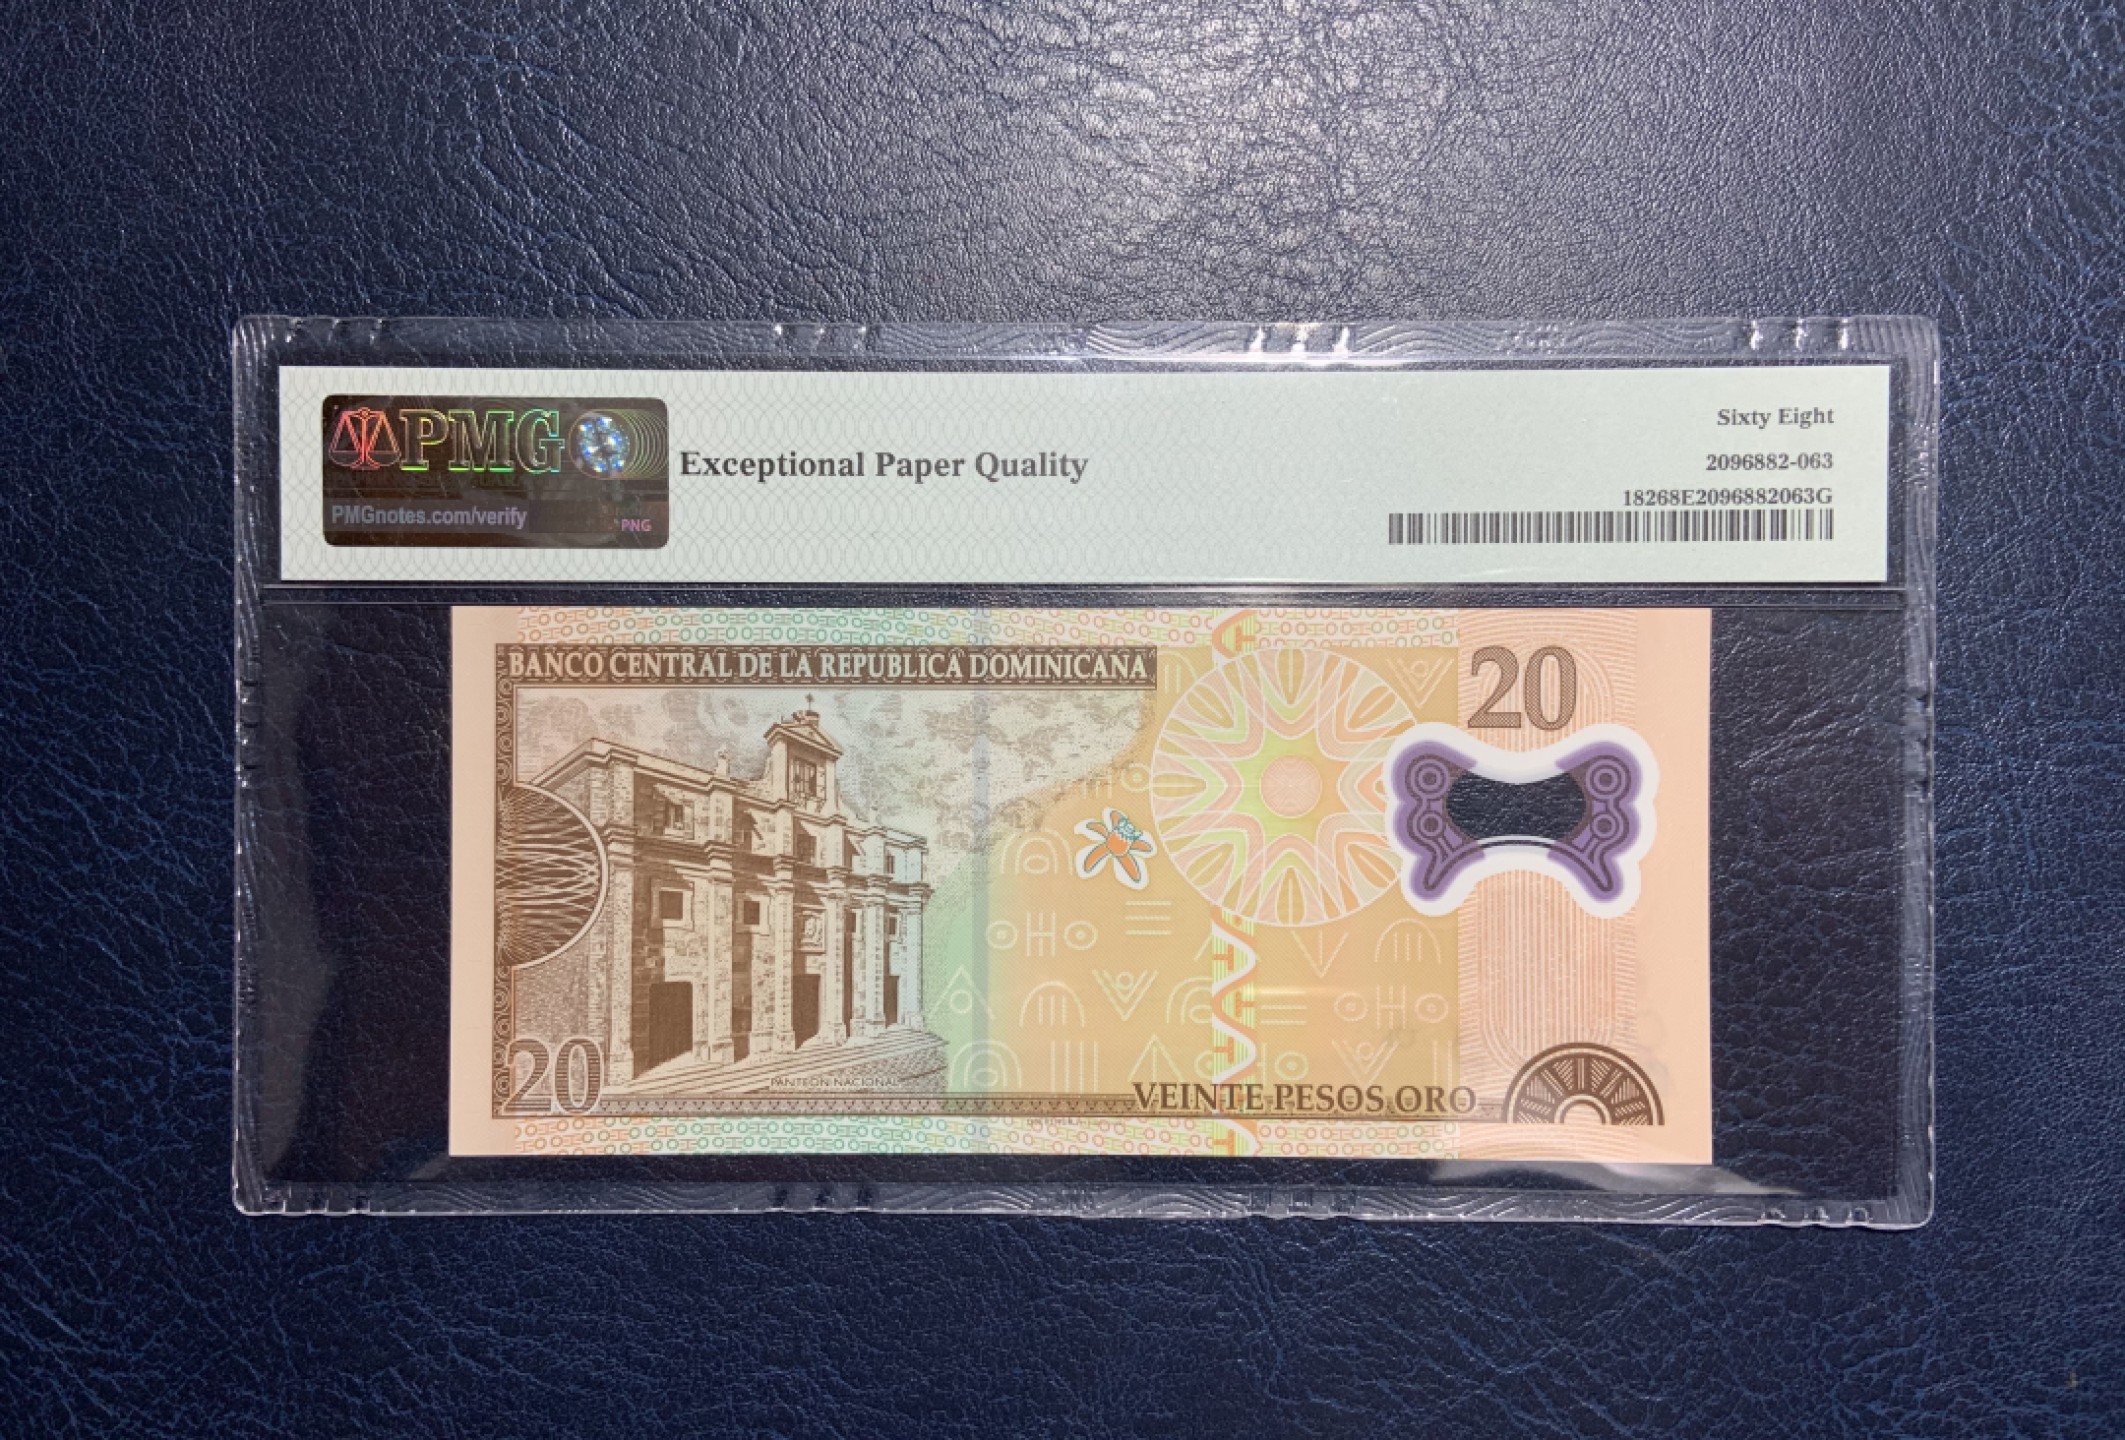 PMG
PMGnotes.com/verify
PNG
Exceptional Paper Quality
Sixty Eight
2096882-063
18268E2096882063G
BANCO CENTRAL DE LA REPUBLICA DOMINICANA
20
20
PANTEON NACIONAL
VEINTE PESOS ORO